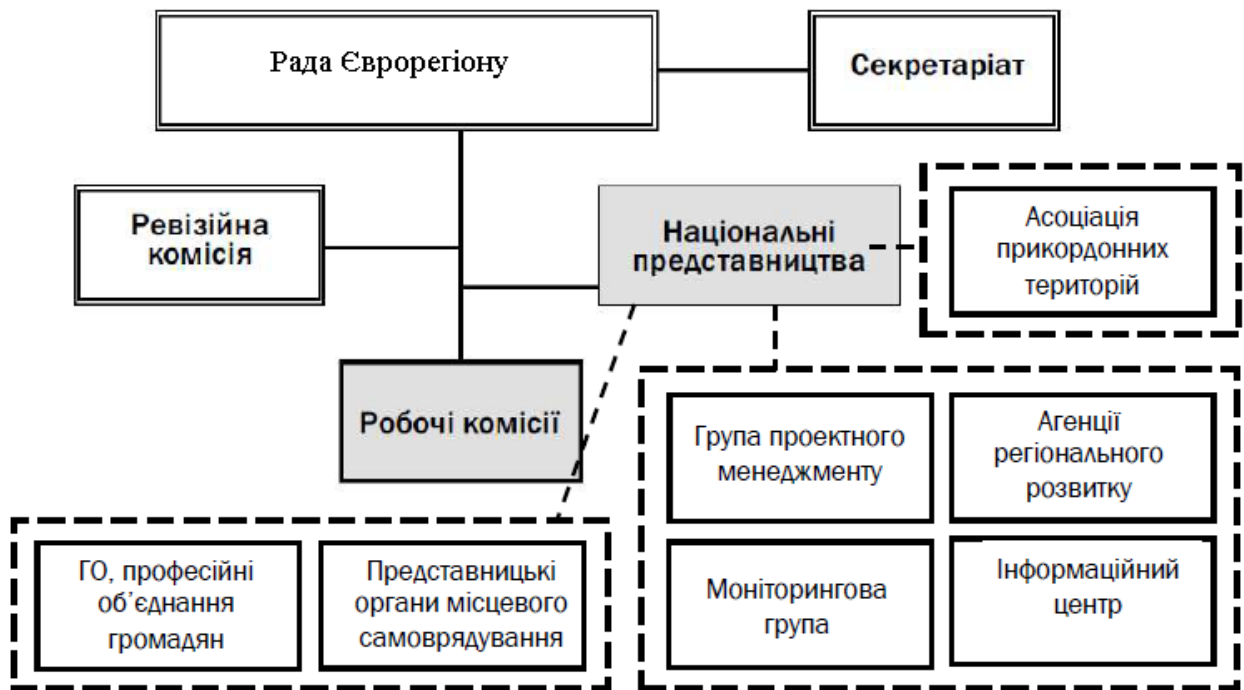 Рада Єврорегіону
Секретаріат
Ревізійна
комісія
Національні
представництва
Асоціація
прикордонних
територій
Робочі комісії
Група проектного
менеджменту
Агенції
регіонального
розвитку
ГО, професійні
об’єднання
громадян
Представницькі
органи місцевого
самоврядування
Моніторингова
група
Інформаційний
центр